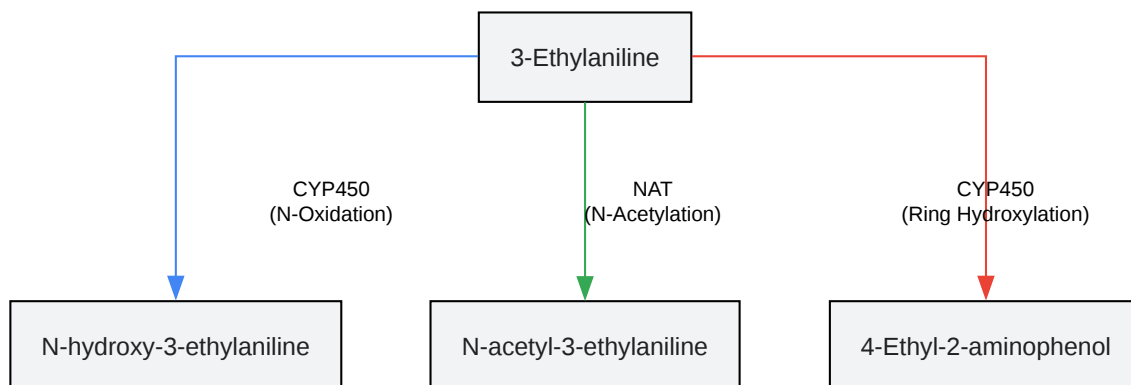 3-Ethylaniline
CYP450
(N-Oxidation)
NAT
(N-Acetylation)
CYP450
(Ring Hydroxylation)
N-hydroxy-3-ethylaniline
N-acetyl-3-ethylaniline
4-Ethyl-2-aminophenol